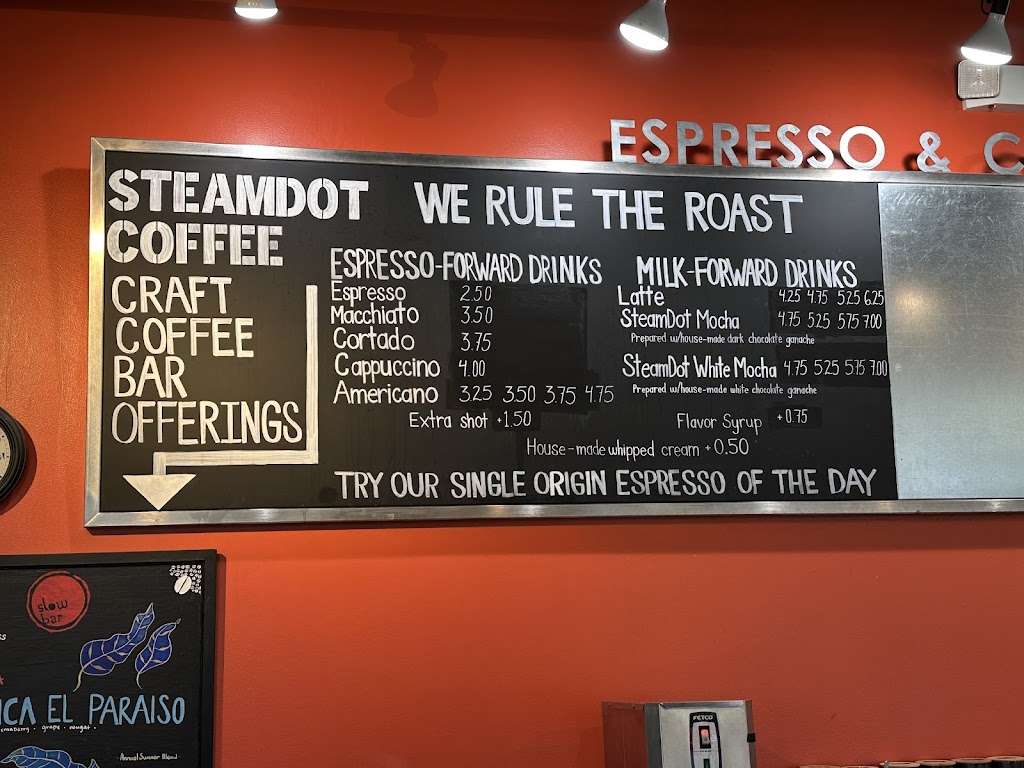 ESPRESSO & C
STEAMDOT
COFFEE
CRAFT
COFFEE
BAR
OFFERINGS
WE RULE THE ROAST
ESPRESSO-FORWARD DRINKS
Espresso 2.50
Macchiato 3.50
Cortado 3.75
Cappuccino 4.00
Americano 3.25 3.50 3.75 4.75
Extra shot +1.50
MILK-FORWARD DRINKS
Latte 4.25 4.75 5.25 6.25
SteamDot Mocha 4.75 5.25 5.75 7.00
Prepared w/house-made dark chocolate ganache
SteamDot White Mocha 4.75 5.25 5.75 7.00
Prepared w/house-made white chocolate ganache
Flavor Syrup +0.75
House-made whipped cream +0.50
TRY OUR SINGLE ORIGIN ESPRESSO OF THE DAY
slow
bar
ICA EL PARAISO
grape · nougat ·
Annual Summer Blend
FETCO